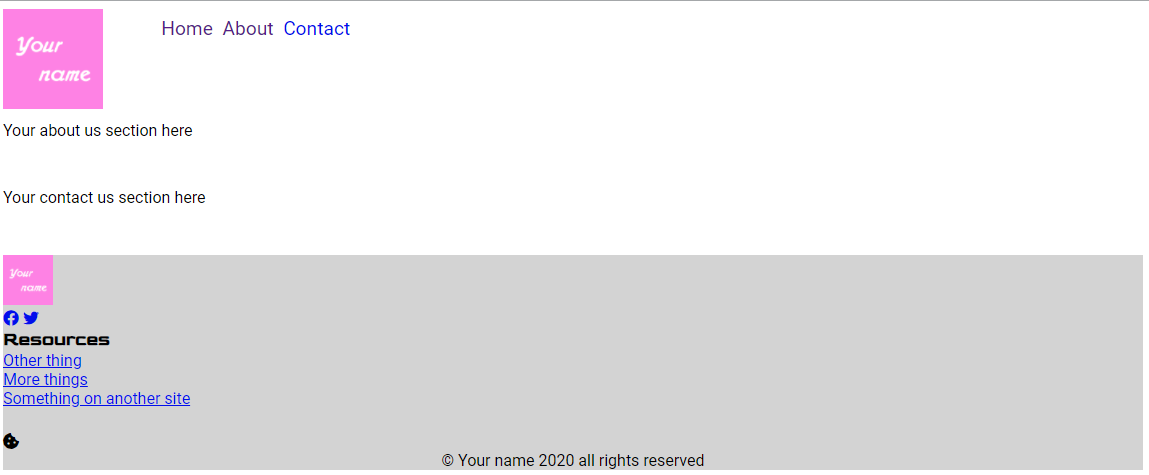 Your
name
Home About Contact
Your about us section here
Your contact us section here
Your
name
Resources
Other thing
More things
Something on another site
© Your name 2020 all rights reserved